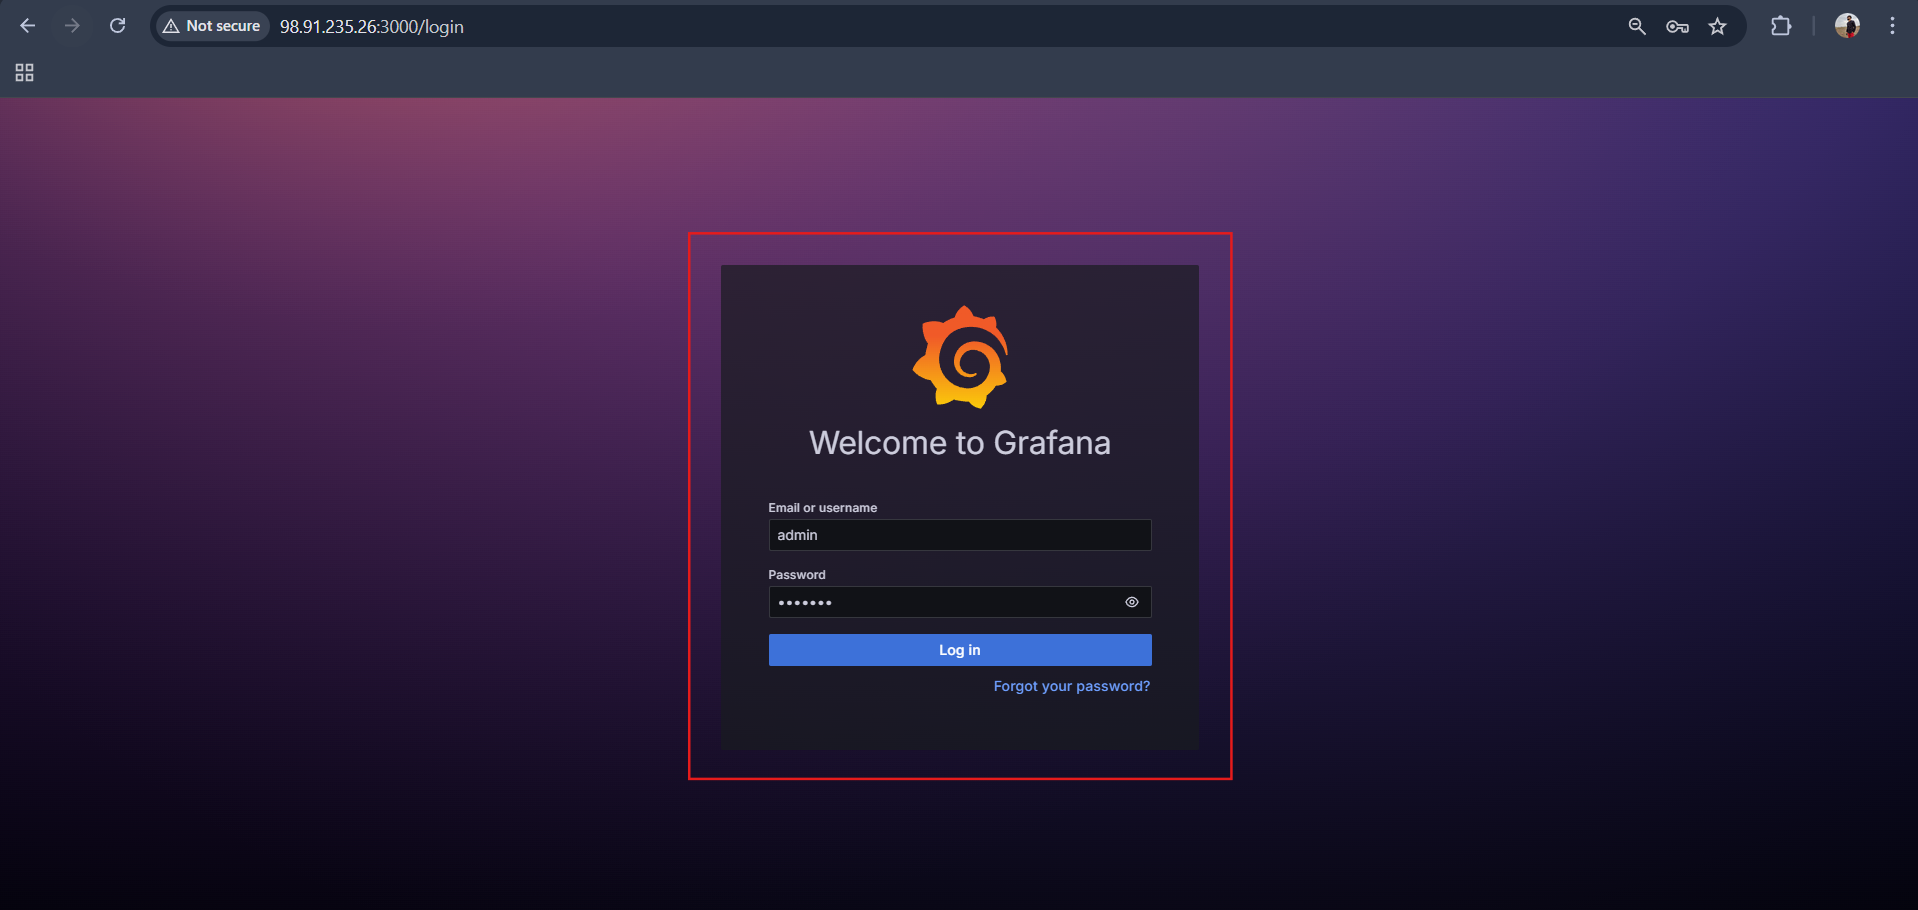 Not secure 98.91.235.26:3000/login
Welcome to Grafana
Email or username
admin
Password
•••••••
Log in
Forgot your password?